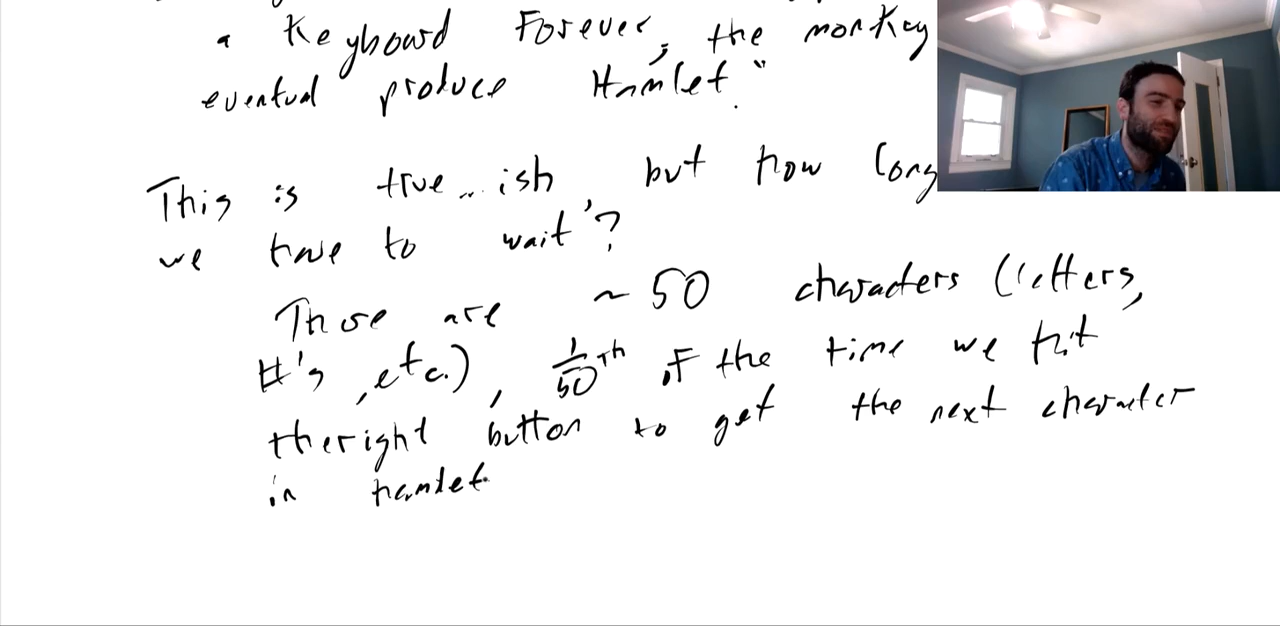 a Keyboard Forever, the monkey
eventual produce Hamlet."
This is true...ish but how long
we have to wait'?
There are ~50 characters (letters,
#'s, etc.), 1/50th of the time we hit
the right button to get the next character
in hamlet.